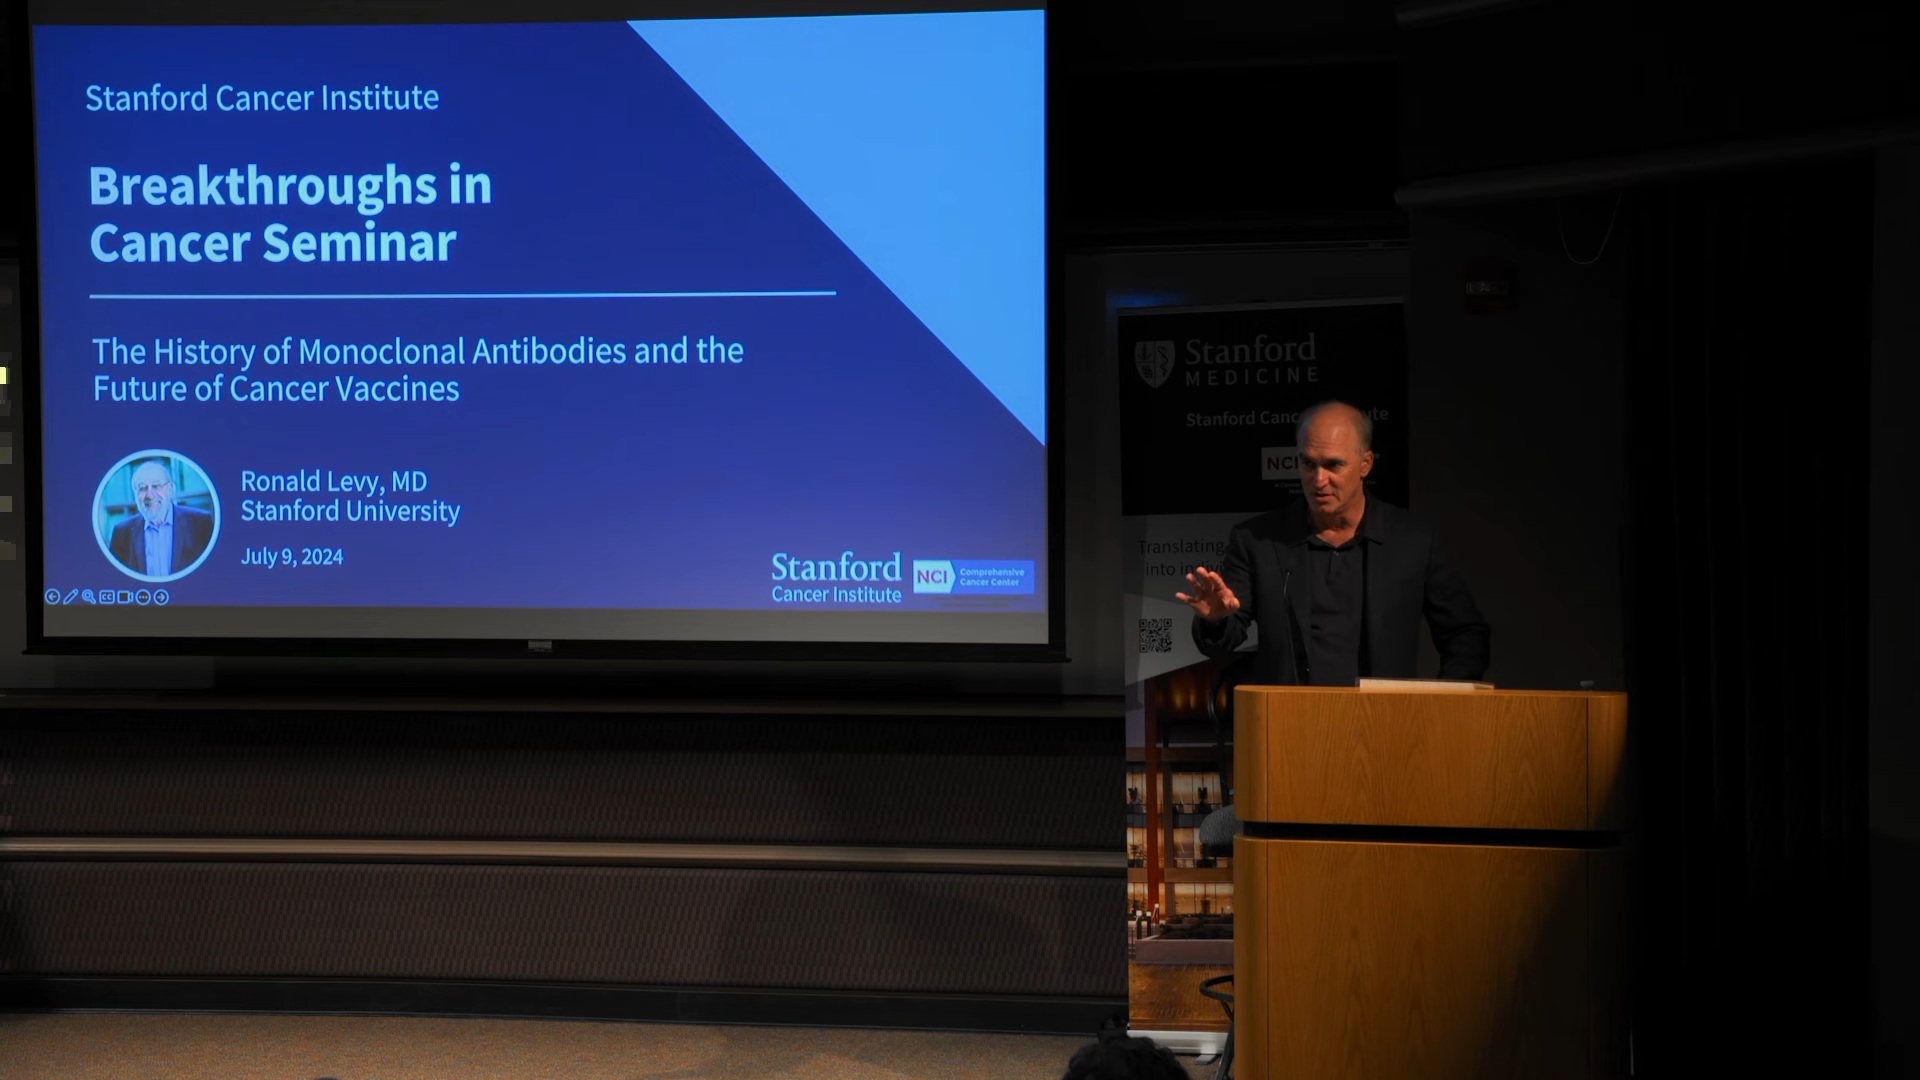 Stanford Cancer Institute
Breakthroughs in
Cancer Seminar
The History of Monoclonal Antibodies and the
Future of Cancer Vaccines
Ronald Levy, MD
Stanford University
July 9, 2024
Stanford
Cancer Institute
NCI
Comprehensive
Cancer Center
Stanford
MEDICINE
Stanford Canc
NCI
Translating
into